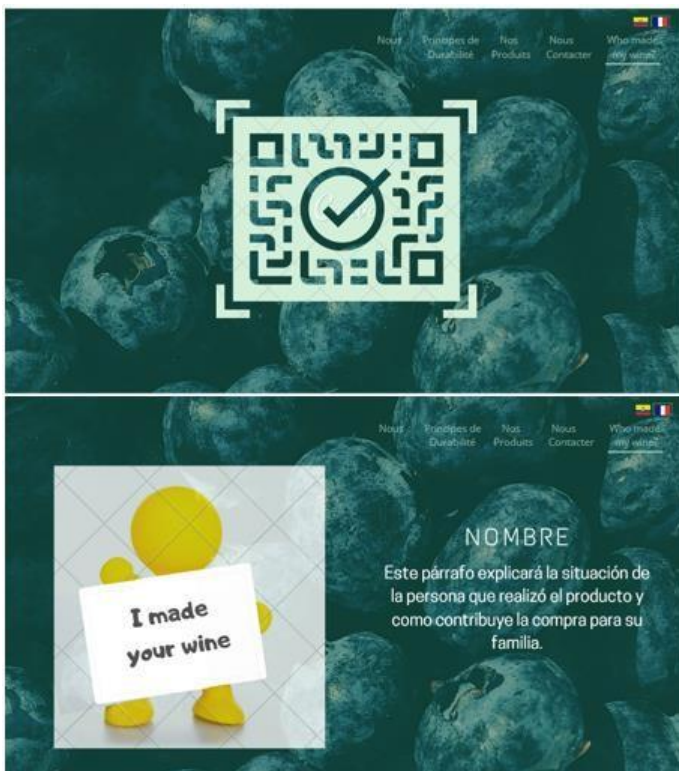 Nous
Principes de
Durabilité
Nos
Produits
Nous
Contacter
Who made
my wine?
Nous
Principes de
Durabilité
Nos
Produits
Nous
Contacter
Who made
my wine?
I made
your wine
NOMBRE
Este párrafo explicará la situación de
la persona que realizó el producto y
como contribuye la compra para su
familia.